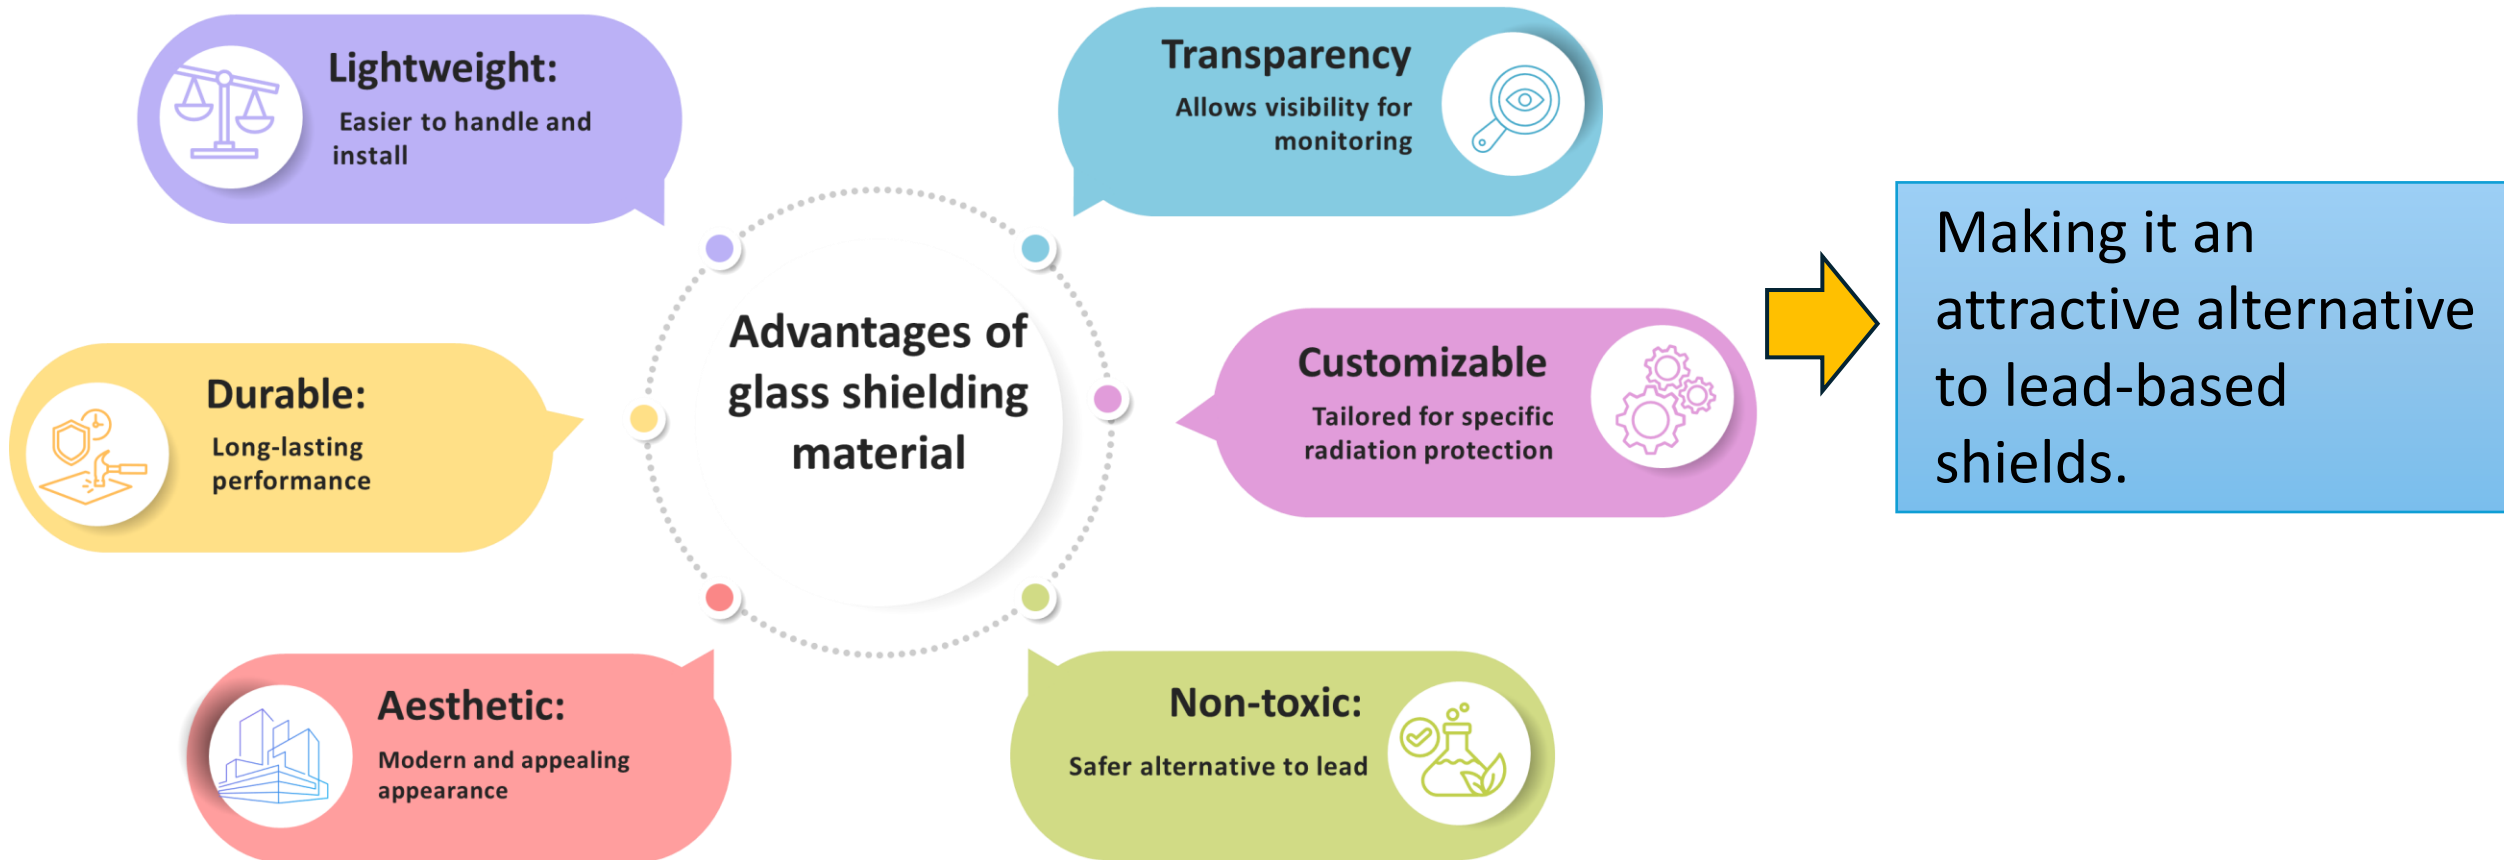 Lightweight:
Easier to handle and
install
Transparency
Allows visibility for
monitoring
Durable:
Long-lasting
performance
Advantages of
glass shielding
material
Customizable
Tailored for specific
radiation protection
Aesthetic:
Modern and appealing
appearance
Non-toxic:
Safer alternative to lead
Making it an
attractive alternative
to lead-based
shields.